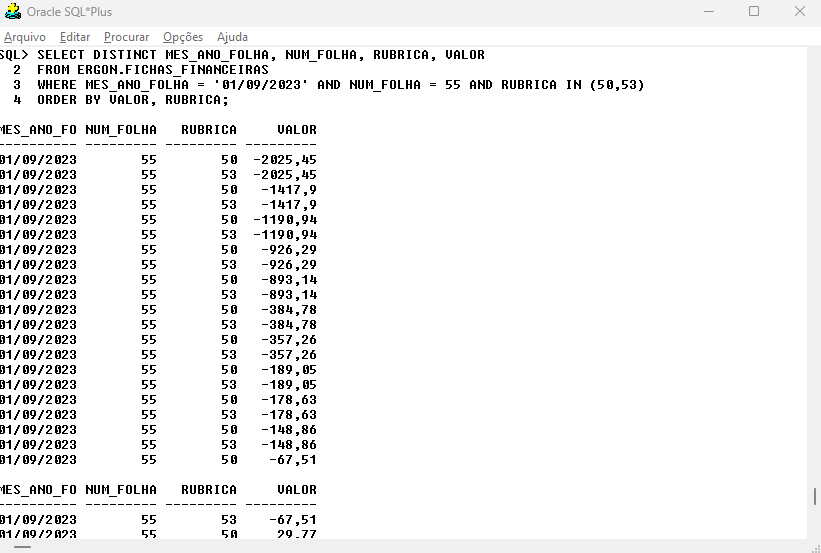 Oracle SQL*Plus
Arquivo Editar Procurar Opções Ajuda
SQL> SELECT DISTINCT MES_ANO_FOLHA, NUM_FOLHA, RUBRICA, VALOR
2 FROM ERGON.FICHAS_FINANCEIRAS
3 WHERE MES_ANO_FOLHA = '01/09/2023' AND NUM_FOLHA = 55 AND RUBRICA IN (50,53)
4 ORDER BY VALOR, RUBRICA;
MES_ANO_FO NUM_FOLHA RUBRICA VALOR
---------- --------- --------- ---------
01/09/2023 55 50 -2025,45
01/09/2023 55 53 -2025,45
01/09/2023 55 50 -1417,9
01/09/2023 55 53 -1417,9
01/09/2023 55 50 -1190,94
01/09/2023 55 53 -1190,94
01/09/2023 55 50 -926,29
01/09/2023 55 53 -926,29
01/09/2023 55 50 -893,14
01/09/2023 55 53 -893,14
01/09/2023 55 50 -384,78
01/09/2023 55 53 -384,78
01/09/2023 55 50 -357,26
01/09/2023 55 53 -357,26
01/09/2023 55 50 -189,05
01/09/2023 55 53 -189,05
01/09/2023 55 50 -178,63
01/09/2023 55 53 -178,63
01/09/2023 55 50 -148,86
01/09/2023 55 53 -148,86
01/09/2023 55 50 -67,51
MES_ANO_FO NUM_FOLHA RUBRICA VALOR
---------- --------- --------- ---------
01/09/2023 55 53 -67,51
01/09/2023 55 50 29,77